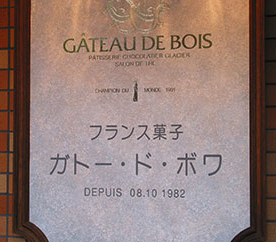 GÂTEAU DE BOIS
PATISSERIE CHOCOLATIER GLACIER
SALON DE THE
CHAMPION DU MONDE 1991
フランス菓子
ガトー・ド・ボワ
DEPUIS 08.10 1982